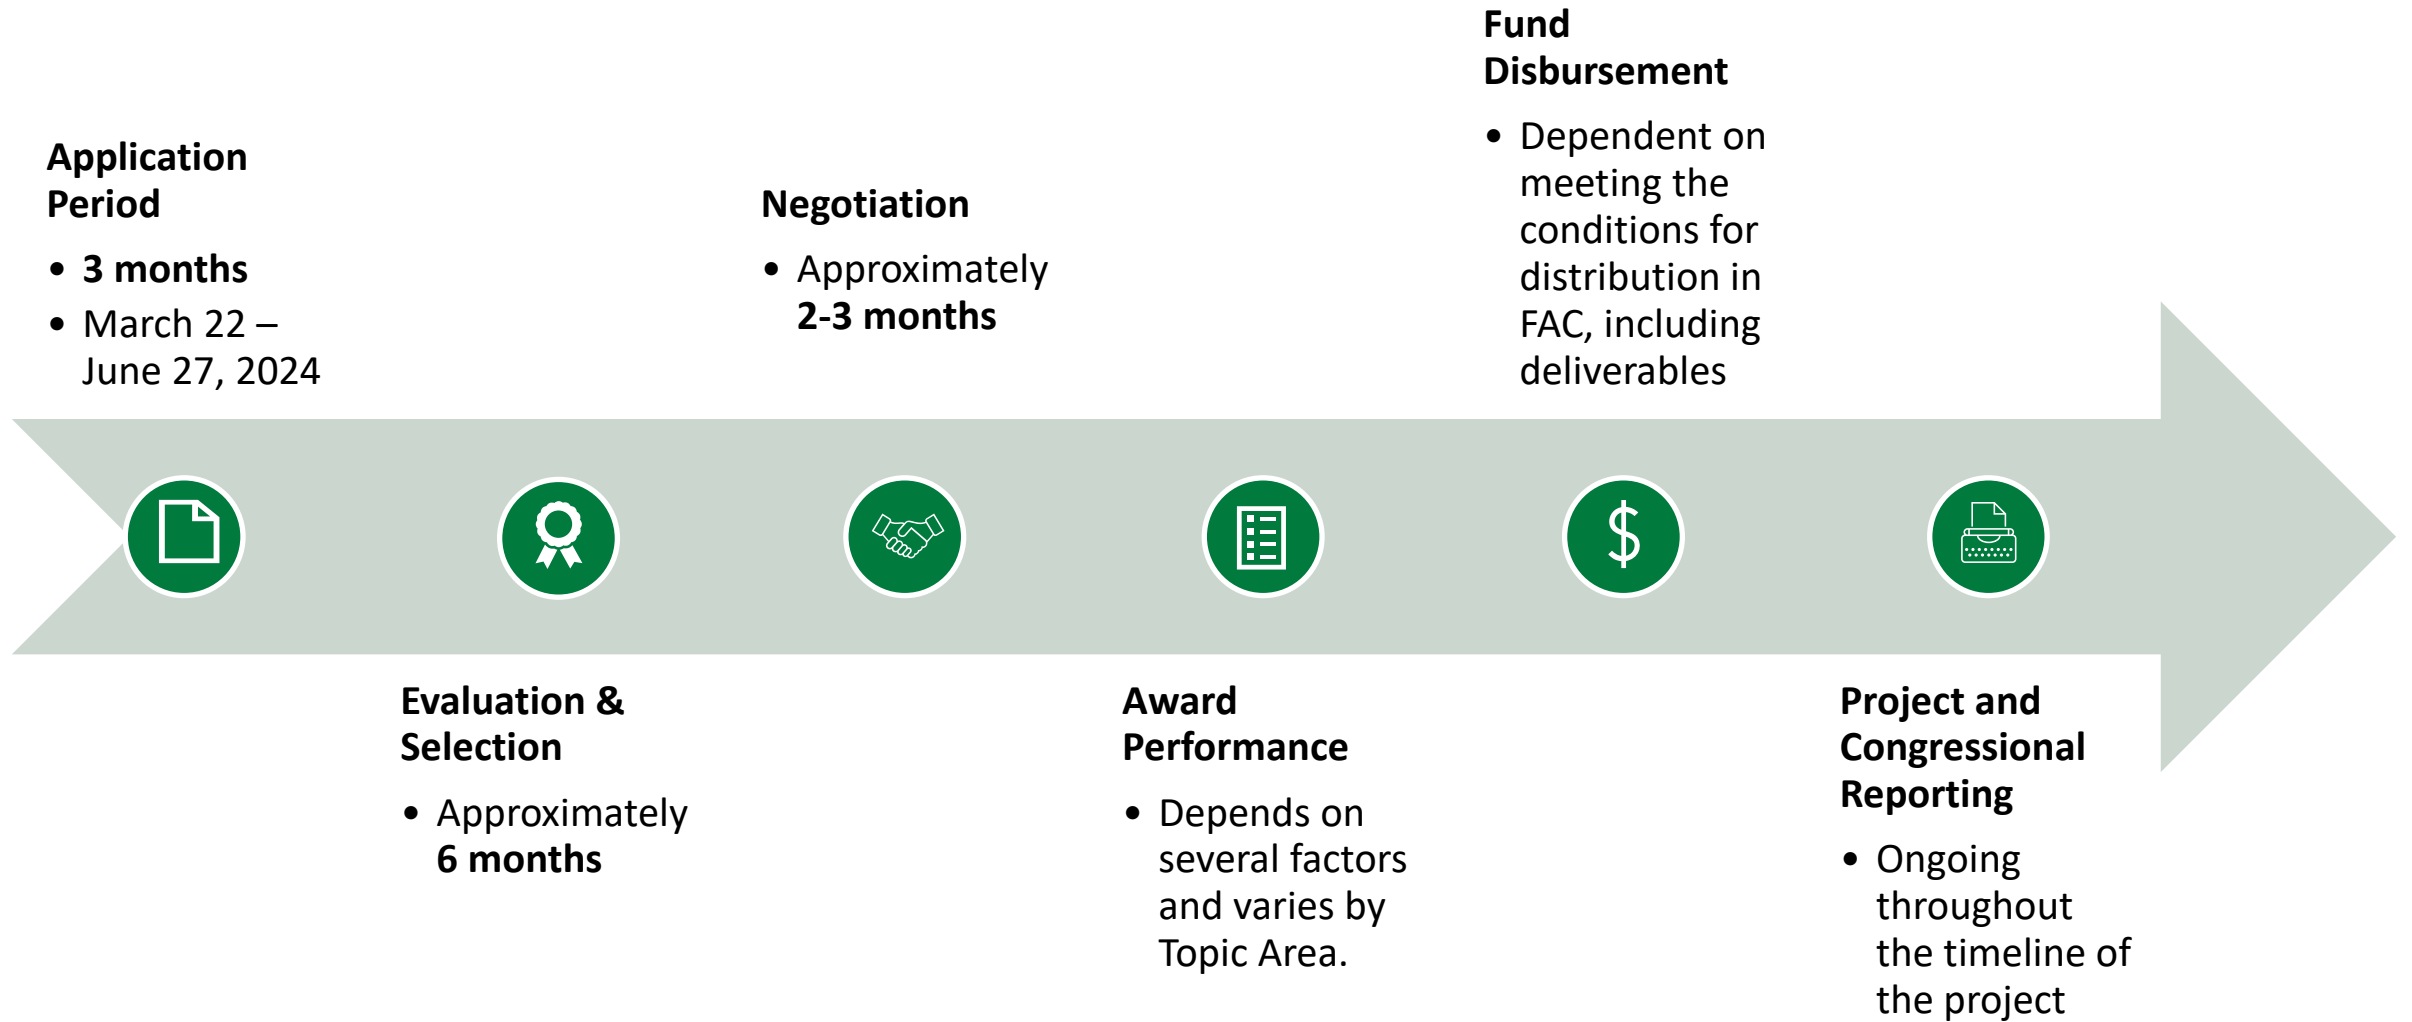 Application
Period
• 3 months
• March 22 –
June 27, 2024
Evaluation &
Selection
• Approximately
6 months
Negotiation
• Approximately
2-3 months
Award
Performance
• Depends on
several factors
and varies by
Topic Area.
Fund
Disbursement
• Dependent on
meeting the
conditions for
distribution in
FAC, including
deliverables
$
Project and
Congressional
Reporting
• Ongoing
throughout
the timeline of
the project